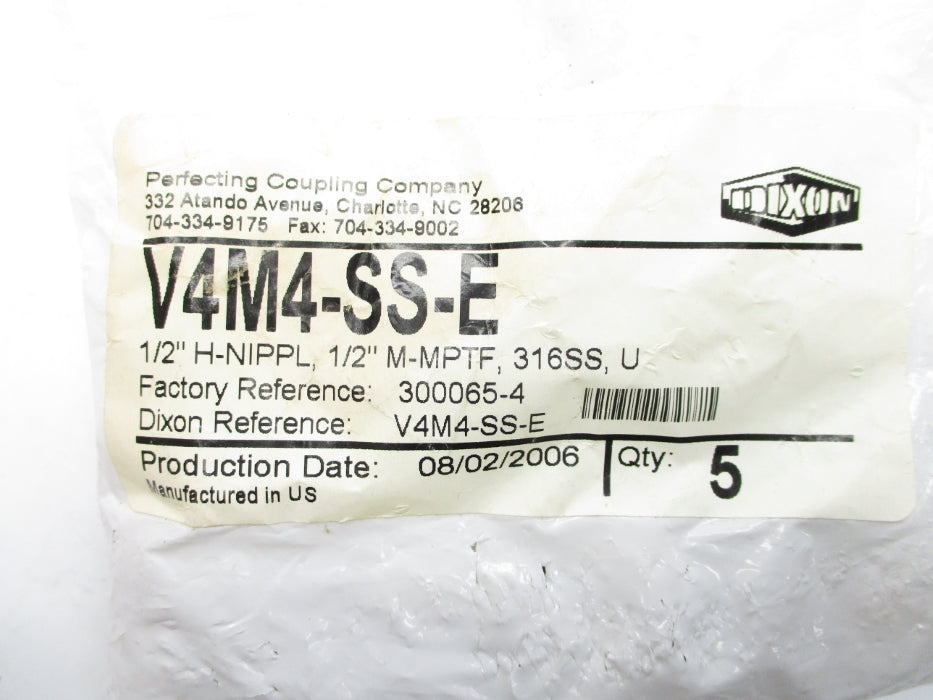 Perfecting Coupling Company
332 Atando Avenue, Charlotte, NC 28206
704-334-9175 Fax: 704-334-9002
DIXON
V4M4-SS-E
1/2" H-NIPPL, 1/2" M-MPTF, 316SS, U
Factory Reference: 300065-4
Dixon Reference: V4M4-SS-E
Production Date: 08/02/2006 Qty: 5
Manufactured in US